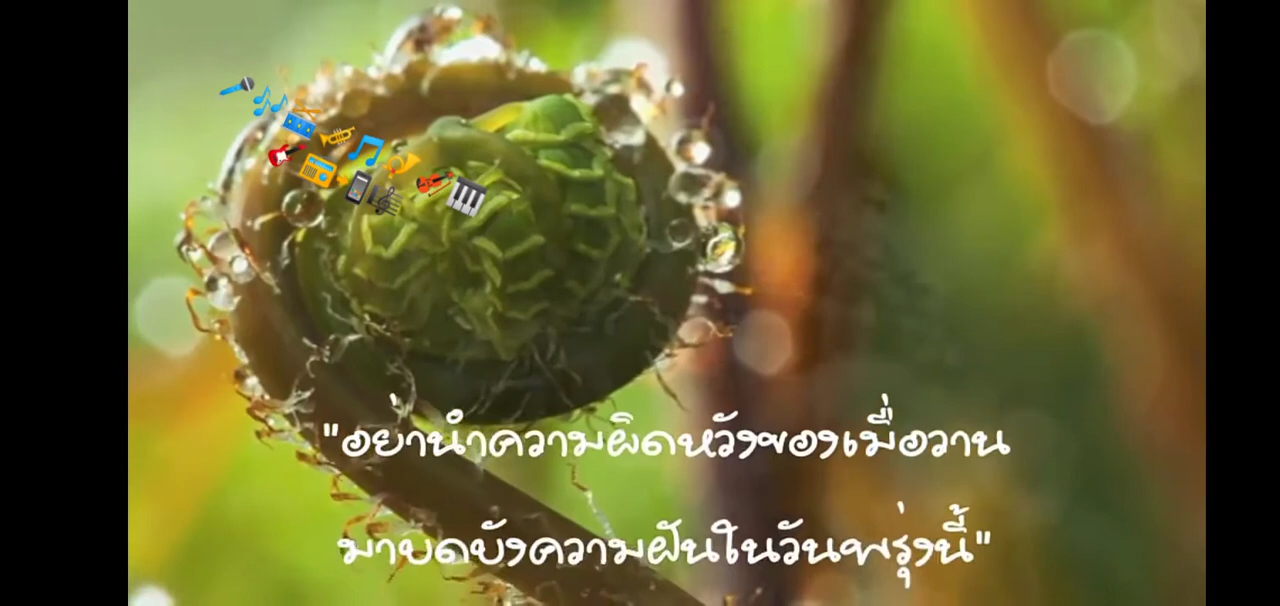 "อย่านำความผิดหวังของเมื่อวาน
มาบดบังความฝันในวันพรุ่งนี้"